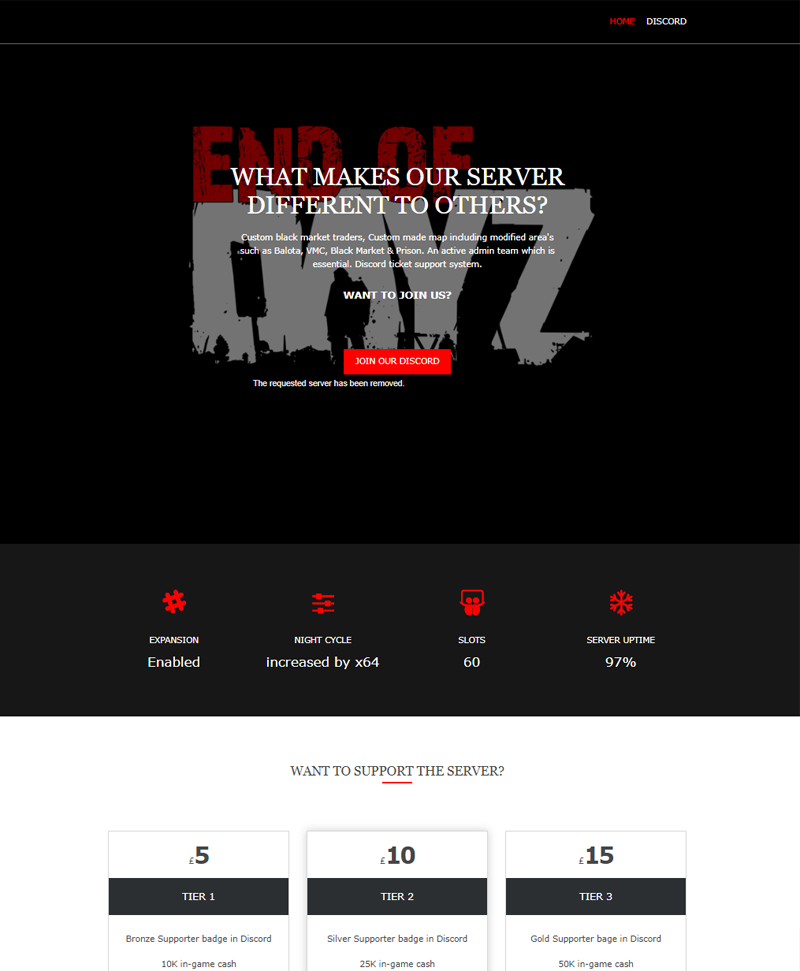 HOME DISCORD
END OF
DAYZ
WHAT MAKES OUR SERVER
DIFFERENT TO OTHERS?
Custom black market traders, Custom made map including modified area's
such as Balota, VMC, Black Market & Prison. An active admin team which is
essential. Discord ticket support system.
WANT TO JOIN US?
JOIN OUR DISCORD
The requested server has been removed.
EXPANSION NIGHT CYCLE SLOTS SERVER UPTIME
Enabled increased by x64 60 97%
WANT TO SUPPORT THE SERVER?
£5 £10 £15
TIER 1 TIER 2 TIER 3
Bronze Supporter badge in Discord Silver Supporter badge in Discord Gold Supporter bage in Discord
10K in-game cash 25K in-game cash 50K in-game cash